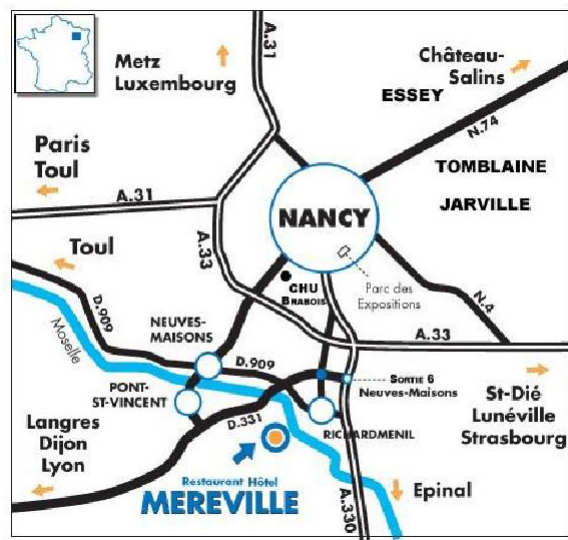 A.31
Metz
Luxembourg
Château-
Salins
ESSEY
N.74
Paris
Toul
TOMBLAINE
A.31
NANCY
JARVILLE
Toul
A.33
CHU
BRABOIS
Parc des
Expositions
D.909
Moselle
NEUVES-
MAISONS
N.4
A.33
D.909
SORTIE 6
Neuves-Maisons
PONT-
ST-VINCENT
St-Dié
Lunéville
Strasbourg
Langres
Dijon
Lyon
D.331
RICHARDMENIL
Restaurant Hôtel
MEREVILLE
A.330
Epinal